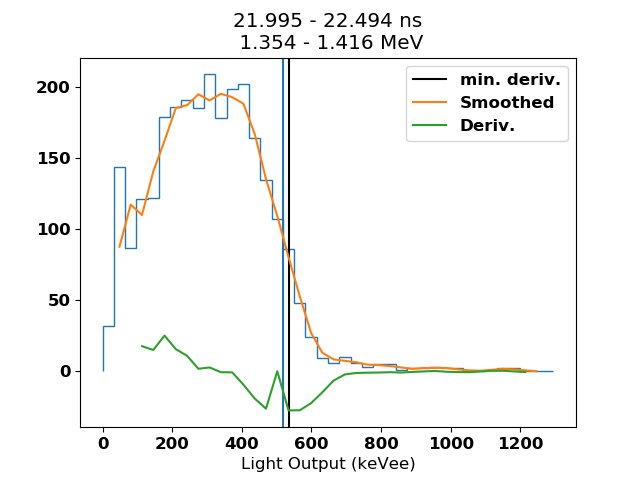 21.995 - 22.494 ns
1.354 - 1.416 MeV
min. deriv.
Smoothed
Deriv.
200
150
100
50
0
0 200 400 600 800 1000 1200
Light Output (keVee)